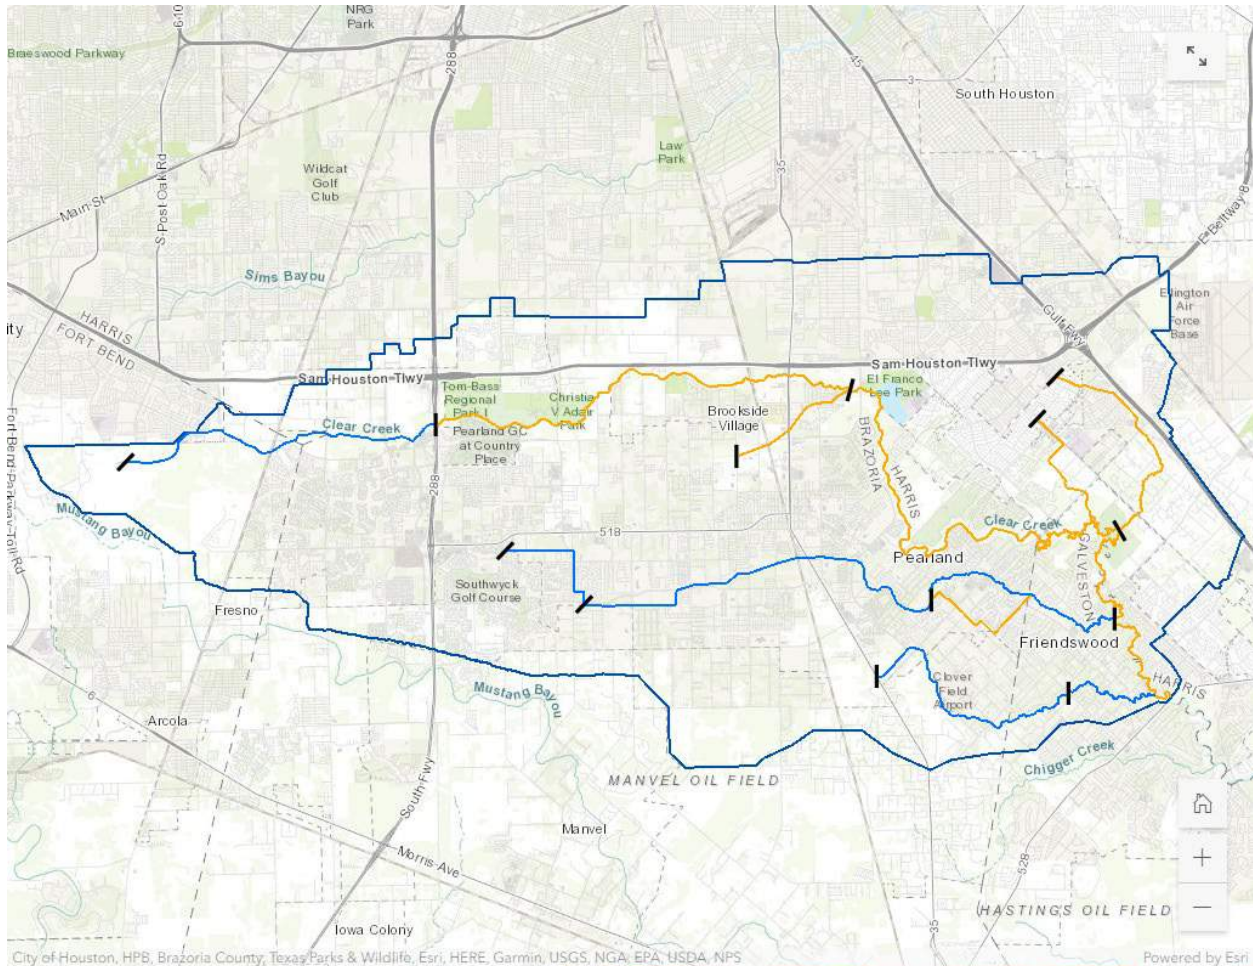 610
NRG
Park
Braeswood Parkway
288
45
3
South Houston
Law
Park
35
Wildcat
Golf
Club
S Post Oak Rd
Main St
E Beltway 8
Sims Bayou
Ellington
Air
Force
Base
HARRIS
FORT BEND
ity
Gulf Fwy
Sam Houston Tlwy
Sam Houston Tlwy
Tom Bass
Regional
Park I
El Franco
Lee Park
Christia
V Adair
Park
Brookside
Village
Clear Creek
Pearland GC
at Country
Place
BRAZORIA
HARRIS
Fort Bend Parkway Toll Rd
288
Mustang Bayou
518
Clear Creek
Pearland
GALVESTON
Southwyck
Golf Course
Fresno
Friendswood
Clover
Field
Airport
HARRIS
Mustang Bayou
6
Arcola
Chigger Creek
MANVEL OIL FIELD
South Fwy
Manvel
Morris Ave
528
HASTINGS OIL FIELD
35
Iowa Colony
City of Houston, HPB, Brazoria County, Texas Parks & Wildlife, Esri, HERE, Garmin, USGS, NGA, EPA, USDA, NPS
Powered by Esri